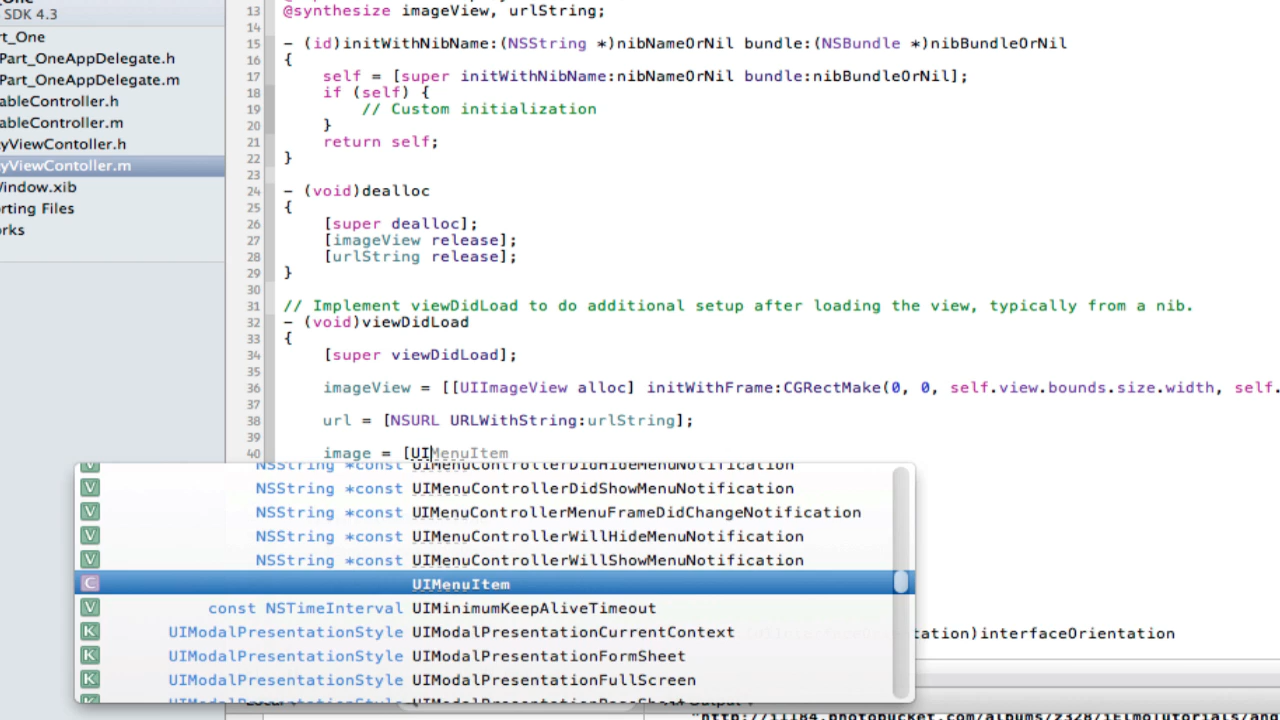 _One
SDK 4.3
rt_One
Part_OneAppDelegate.h
Part_OneAppDelegate.m
ableController.h
ableController.m
yViewContoller.h
yViewContoller.m
Window.xib
rting Files
rks
13 @synthesize imageView, urlString;
14
15 - (id)initWithNibName:(NSString *)nibNameOrNil bundle:(NSBundle *)nibBundleOrNil
16 {
17 self = [super initWithNibName:nibNameOrNil bundle:nibBundleOrNil];
18 if (self) {
19 // Custom initialization
20 }
21 return self;
22 }
23
24 - (void)dealloc
25 {
26 [super dealloc];
27 [imageView release];
28 [urlString release];
29 }
30
31 // Implement viewDidLoad to do additional setup after loading the view, typically from a nib.
32 - (void)viewDidLoad
33 {
34 [super viewDidLoad];
35
36 imageView = [[UIImageView alloc] initWithFrame:CGRectMake(0, 0, self.view.bounds.size.width, self.
37
38 url = [NSURL URLWithString:urlString];
39
40 image = [UIMenuItem
NSString *const UIMenuControllerDidHideMenuNotification
V NSString *const UIMenuControllerDidShowMenuNotification
V NSString *const UIMenuControllerMenuFrameDidChangeNotification
V NSString *const UIMenuControllerWillHideMenuNotification
V NSString *const UIMenuControllerWillShowMenuNotification
C UIMenuItem
V const NSTimeInterval UIMinimumKeepAliveTimeout
K UIModalPresentationStyle UIModalPresentationCurrentContext
K UIModalPresentationStyle UIModalPresentationFormSheet
K UIModalPresentationStyle UIModalPresentationFullScreen
tation)interfaceOrientation